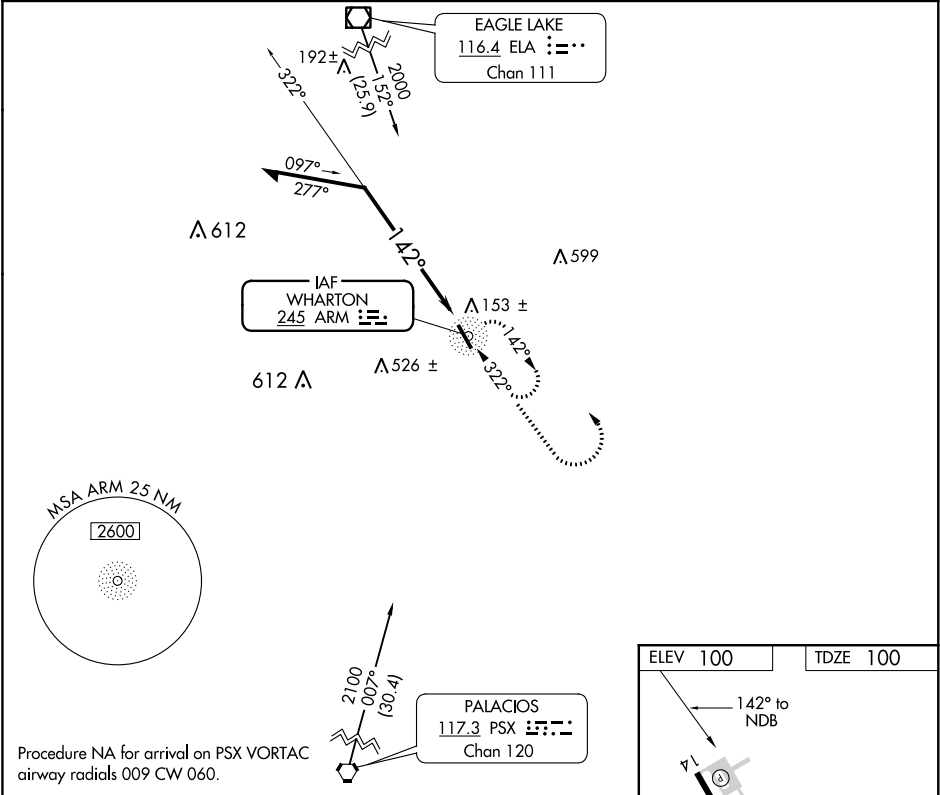 EAGLE LAKE
116.4 ELA
Chan 111
192±
2000
152°
(25.9)
322°
097°
277°
612
142°
599
IAF
WHARTON
245 ARM
153 ±
142°
322°
526 ±
612
MSA ARM 25 NM
2600
2100
007°
(30.4)
PALACIOS
117.3 PSX
Chan 120
Procedure NA for arrival on PSX VORTAC
airway radials 009 CW 060.
ELEV 100
TDZE 100
142° to
NDB
14
P